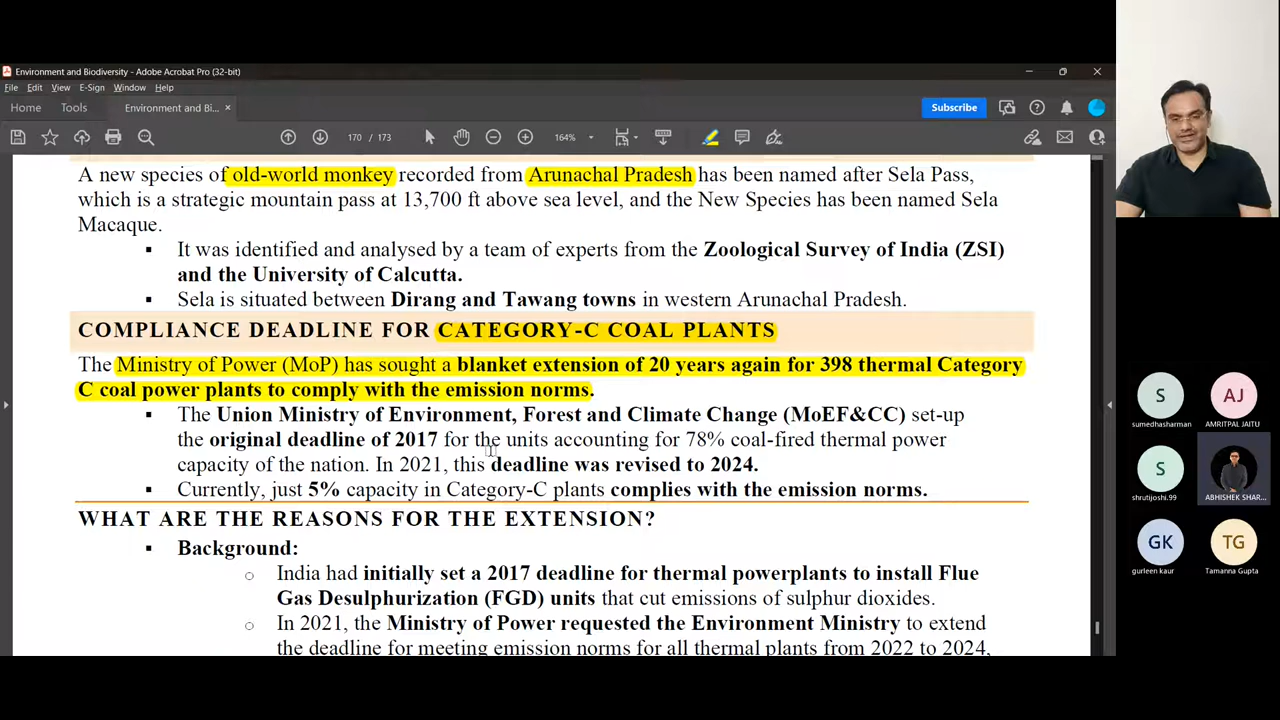 Environment and Biodiversity - Adobe Acrobat Pro (32-bit)
File Edit View E-Sign Window Help
Home Tools Environment and Bi... × Subscribe
170 / 173 164%
A new species of old-world monkey recorded from Arunachal Pradesh has been named after Sela Pass,
which is a strategic mountain pass at 13,700 ft above sea level, and the New Species has been named Sela
Macaque.
▪ It was identified and analysed by a team of experts from the Zoological Survey of India (ZSI)
and the University of Calcutta.
▪ Sela is situated between Dirang and Tawang towns in western Arunachal Pradesh.
COMPLIANCE DEADLINE FOR CATEGORY-C COAL PLANTS
The Ministry of Power (MoP) has sought a blanket extension of 20 years again for 398 thermal Category
C coal power plants to comply with the emission norms.
▪ The Union Ministry of Environment, Forest and Climate Change (MoEF&CC) set-up
the original deadline of 2017 for the units accounting for 78% coal-fired thermal power
capacity of the nation. In 2021, this deadline was revised to 2024.
▪ Currently, just 5% capacity in Category-C plants complies with the emission norms.
WHAT ARE THE REASONS FOR THE EXTENSION?
▪ Background:
○ India had initially set a 2017 deadline for thermal powerplants to install Flue
Gas Desulphurization (FGD) units that cut emissions of sulphur dioxides.
○ In 2021, the Ministry of Power requested the Environment Ministry to extend
the deadline for meeting emission norms for all thermal plants from 2022 to 2024,
S AJ
sumedhasharman AMRITPAL JAITU
S
shrutijoshi.99 ABHISHEK SHAR...
GK TG
gurleen kaur Tamanna Gupta